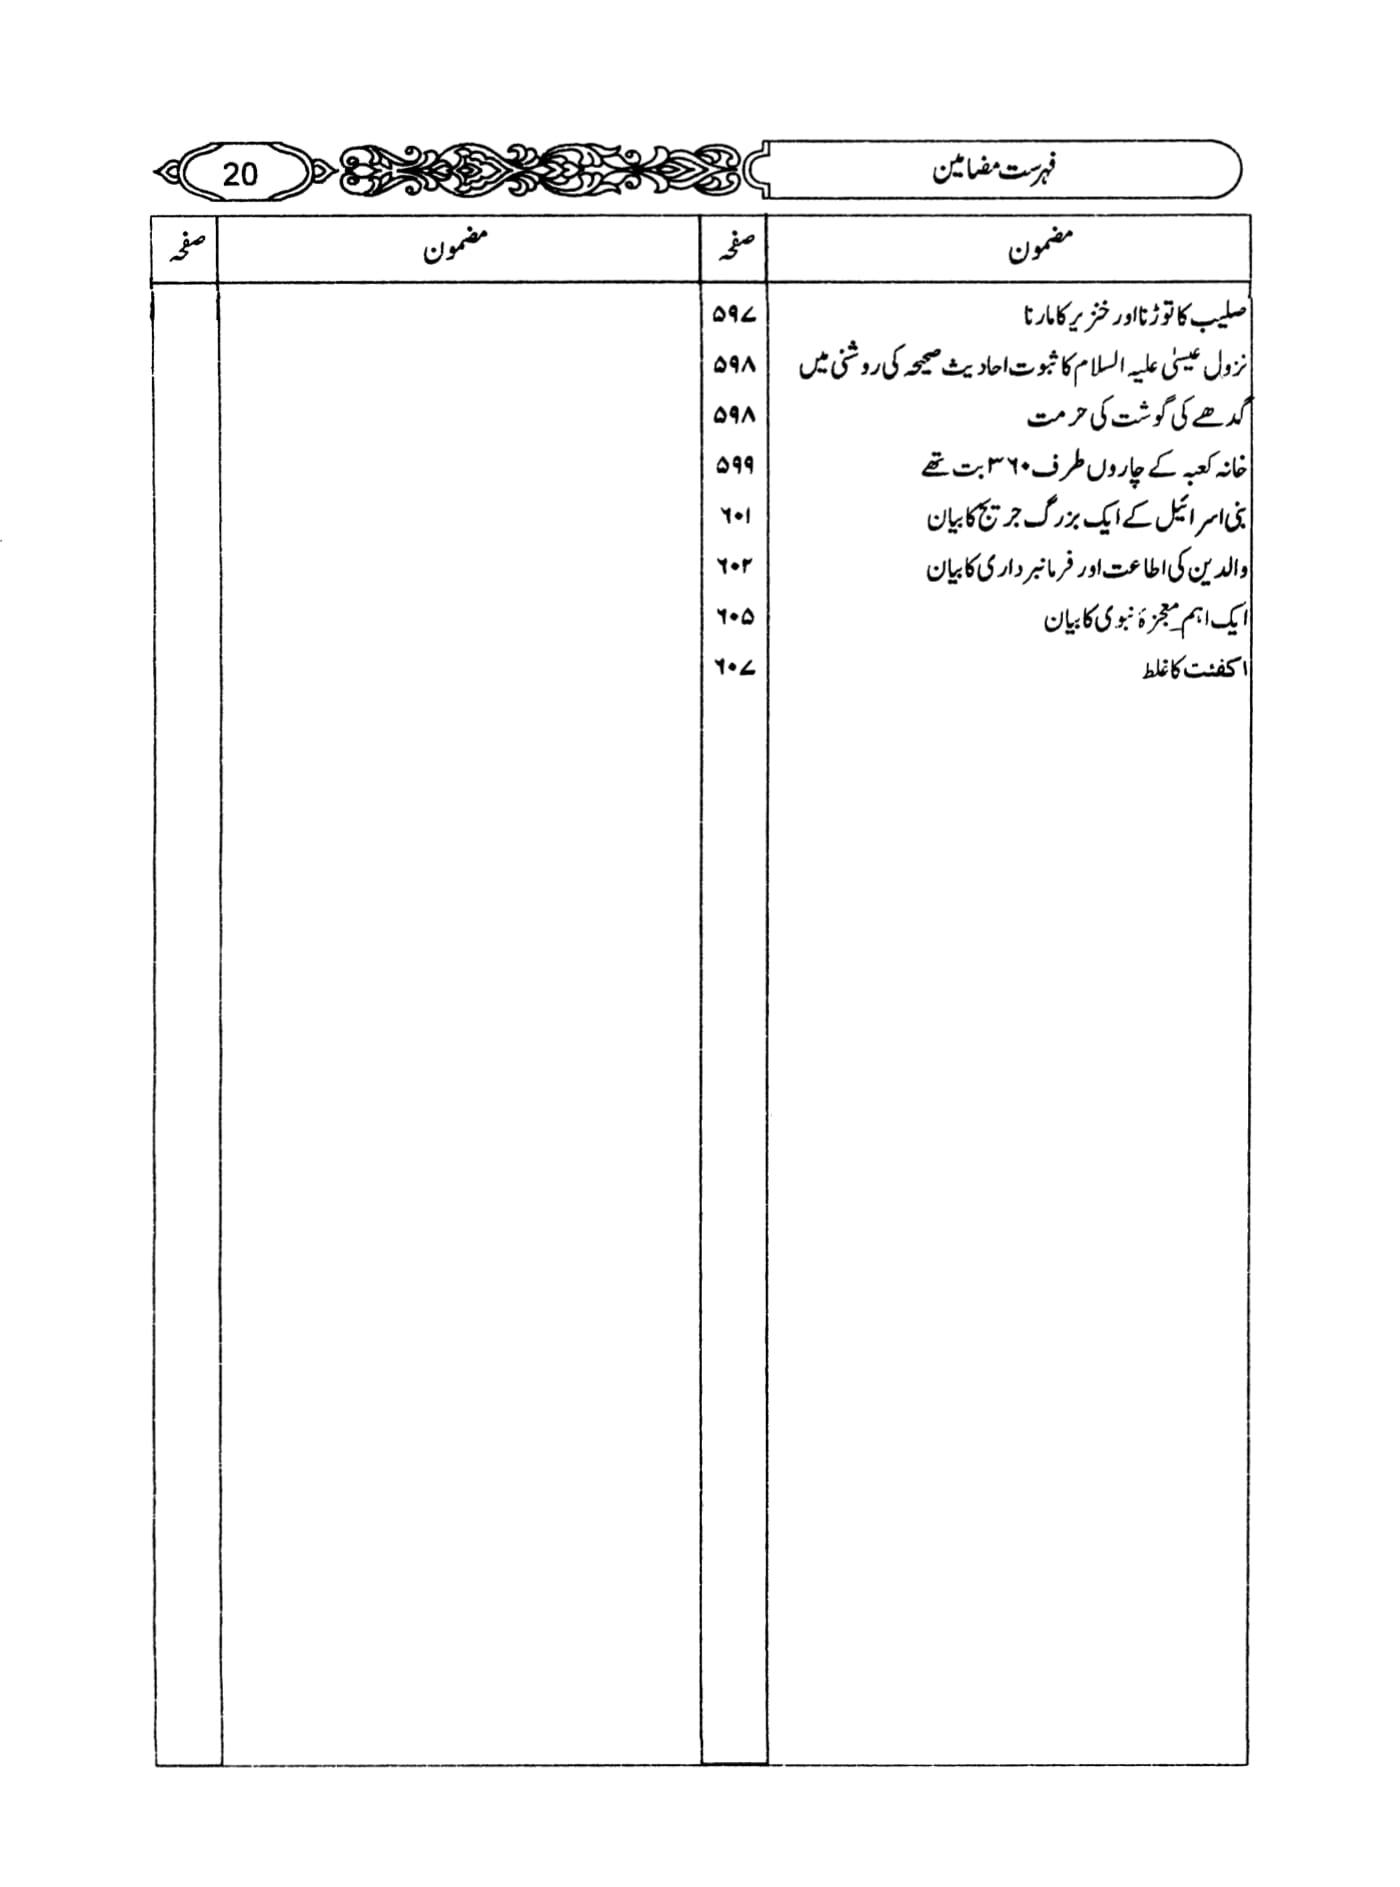 فہرست مضامین 20
مضمون صفحہ مضمون صفحہ
صلیب کا توڑنا اور خنزیر کا مارنا ۵۹۷
نزول عیسیٰ علیہ السلام کا ثبوت احادیث صحیحہ کی روشنی میں ۵۹۸
گدھے کی گوشت کی حرمت ۵۹۸
خانہ کعبہ کے چاروں طرف ۳۶۰ بت تھے ۵۹۹
بنی اسرائیل کے ایک بزرگ جریج کا بیان ۶۰۱
والدین کی اطاعت اور فرمانبرداری کا بیان ۶۰۲
ایک اہم معجزۂ نبوی کا بیان ۶۰۵
اکفئت کا غلط ۶۰۷